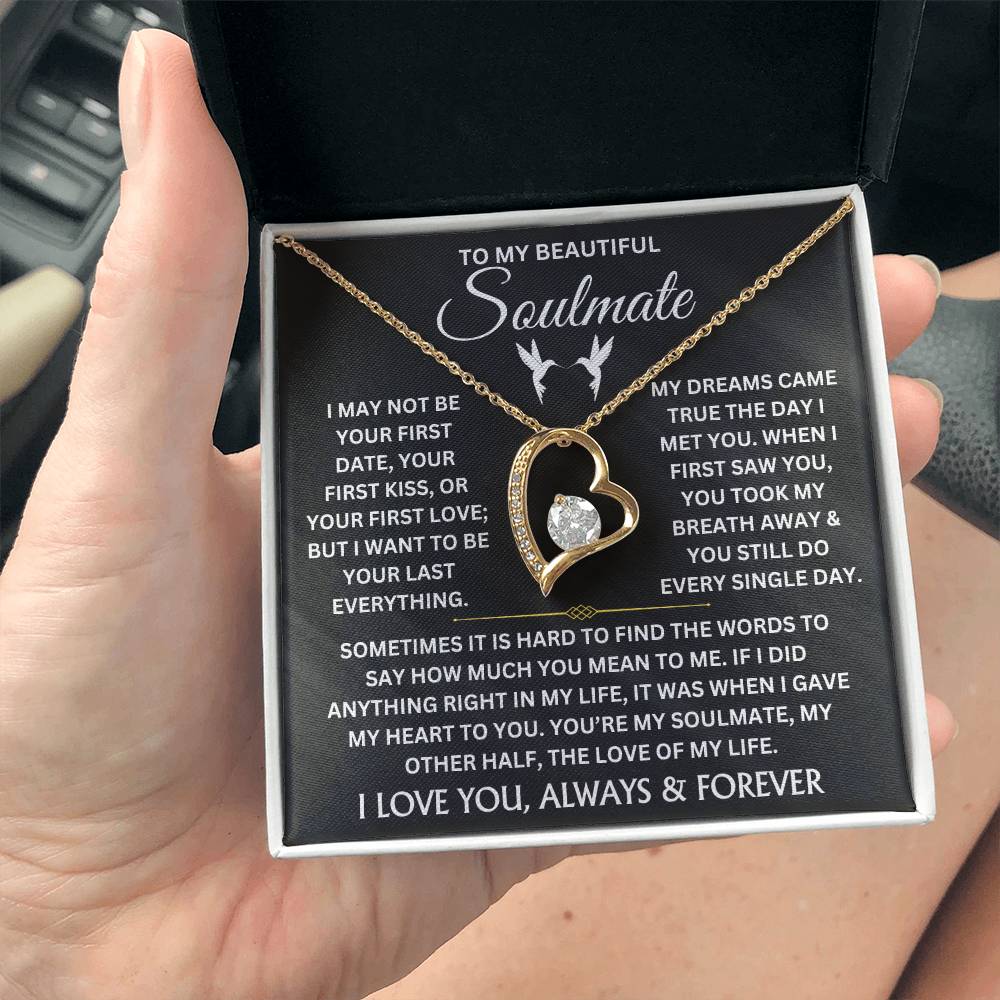 TO MY BEAUTIFUL
Soulmate
I MAY NOT BE
YOUR FIRST
DATE, YOUR
FIRST KISS, OR
YOUR FIRST LOVE;
BUT I WANT TO BE
YOUR LAST
EVERYTHING.
MY DREAMS CAME
TRUE THE DAY I
MET YOU. WHEN I
FIRST SAW YOU,
YOU TOOK MY
BREATH AWAY &
YOU STILL DO
EVERY SINGLE DAY.
SOMETIMES IT IS HARD TO FIND THE WORDS TO
SAY HOW MUCH YOU MEAN TO ME. IF I DID
ANYTHING RIGHT IN MY LIFE, IT WAS WHEN I GAVE
MY HEART TO YOU. YOU’RE MY SOULMATE, MY
OTHER HALF, THE LOVE OF MY LIFE.
I LOVE YOU, ALWAYS & FOREVER